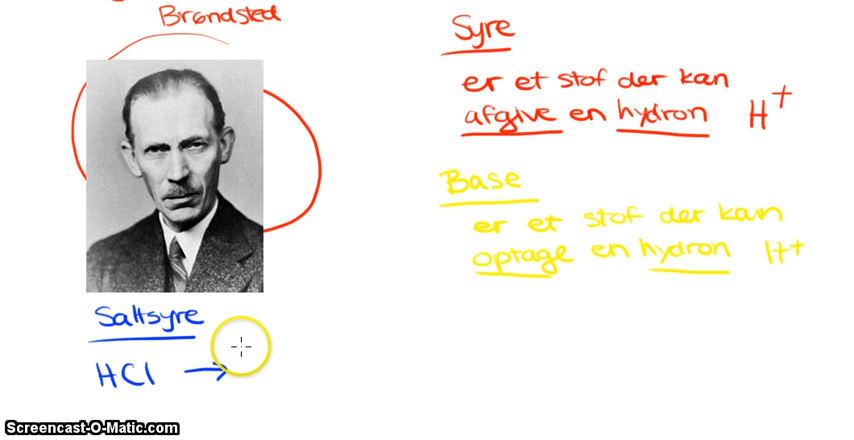 Brønsted
Syre
er et stof der kan
afgive en hydron H+
Base
er et stof der kan
optage en hydron H+
Saltsyre
HCl →
Screencast-O-Matic.com